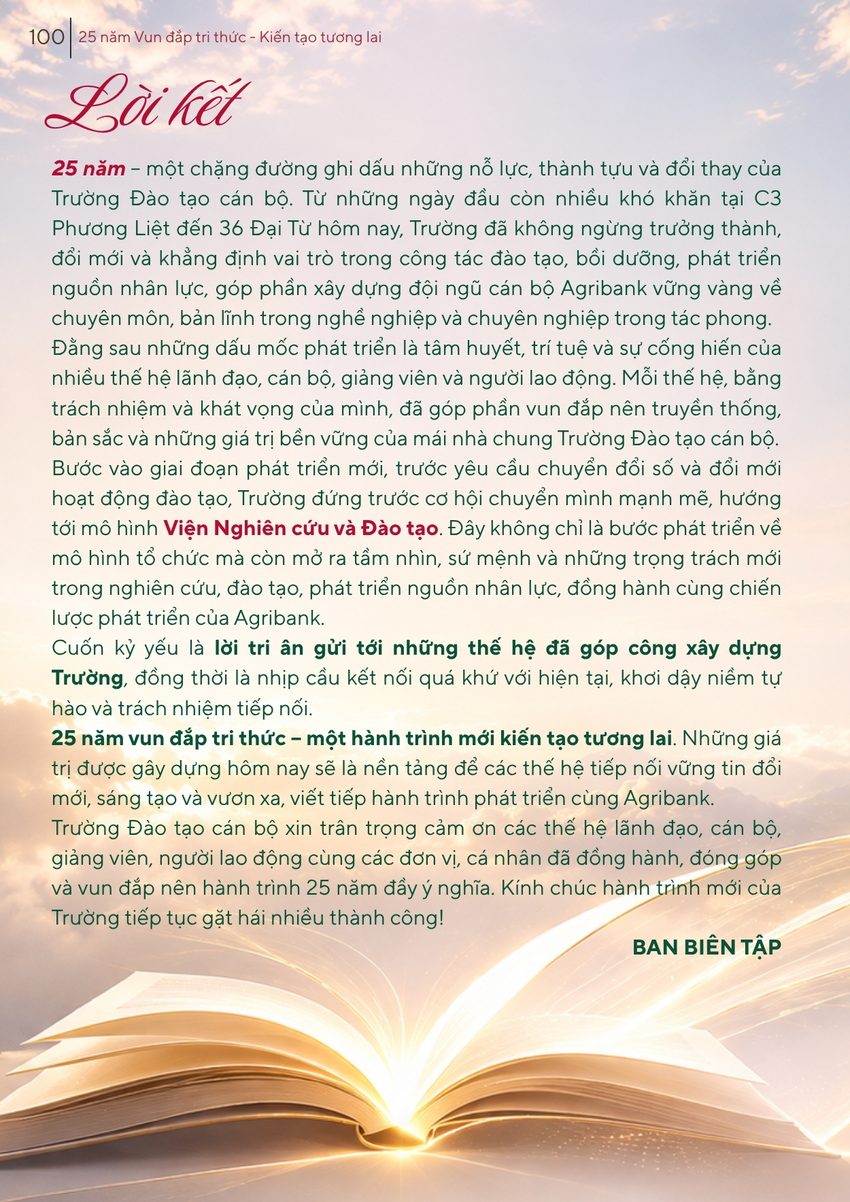 100 25 năm Vun đắp tri thức - Kiến tạo tương lai
Lời kết
25 năm – một chặng đường ghi dấu những nỗ lực, thành tựu và đổi thay của
Trường Đào tạo cán bộ. Từ những ngày đầu còn nhiều khó khăn tại C3
Phương Liệt đến 36 Đại Từ hôm nay, Trường đã không ngừng trưởng thành,
đổi mới và khẳng định vai trò trong công tác đào tạo, bồi dưỡng, phát triển
nguồn nhân lực, góp phần xây dựng đội ngũ cán bộ Agribank vững vàng về
chuyên môn, bản lĩnh trong nghề nghiệp và chuyên nghiệp trong tác phong.
Đằng sau những dấu mốc phát triển là tâm huyết, trí tuệ và sự cống hiến của
nhiều thế hệ lãnh đạo, cán bộ, giảng viên và người lao động. Mỗi thế hệ, bằng
trách nhiệm và khát vọng của mình, đã góp phần vun đắp nên truyền thống,
bản sắc và những giá trị bền vững của mái nhà chung Trường Đào tạo cán bộ.
Bước vào giai đoạn phát triển mới, trước yêu cầu chuyển đổi số và đổi mới
hoạt động đào tạo, Trường đứng trước cơ hội chuyển mình mạnh mẽ, hướng
tới mô hình Viện Nghiên cứu và Đào tạo. Đây không chỉ là bước phát triển về
mô hình tổ chức mà còn mở ra tầm nhìn, sứ mệnh và những trọng trách mới
trong nghiên cứu, đào tạo, phát triển nguồn nhân lực, đồng hành cùng chiến
lược phát triển của Agribank.
Cuốn kỷ yếu là lời tri ân gửi tới những thế hệ đã góp công xây dựng
Trường, đồng thời là nhịp cầu kết nối quá khứ với hiện tại, khơi dậy niềm tự
hào và trách nhiệm tiếp nối.
25 năm vun đắp tri thức – một hành trình mới kiến tạo tương lai. Những giá
trị được gây dựng hôm nay sẽ là nền tảng để các thế hệ tiếp nối vững tin đổi
mới, sáng tạo và vươn xa, viết tiếp hành trình phát triển cùng Agribank.
Trường Đào tạo cán bộ xin trân trọng cảm ơn các thế hệ lãnh đạo, cán bộ,
giảng viên, người lao động cùng các đơn vị, cá nhân đã đồng hành, đóng góp
và vun đắp nên hành trình 25 năm đầy ý nghĩa. Kính chúc hành trình mới của
Trường tiếp tục gặt hái nhiều thành công!
BAN BIÊN TẬP